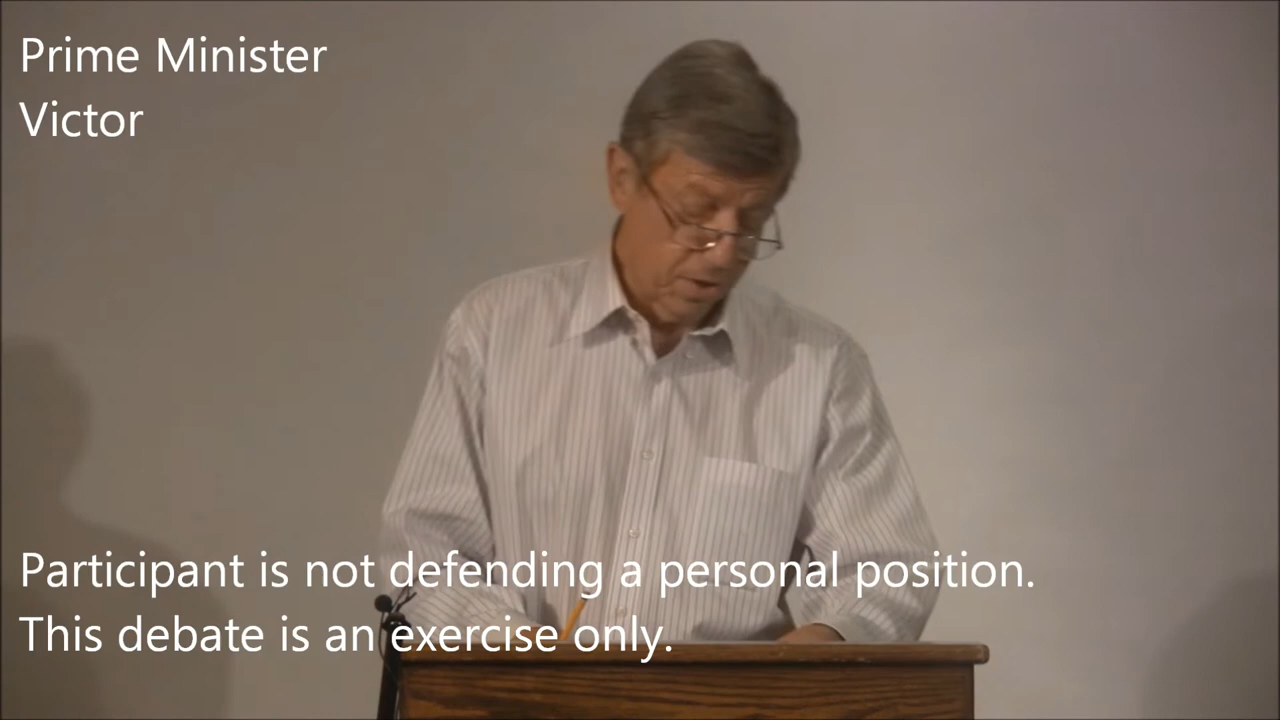 Prime Minister
Victor
Participant is not defending a personal position.
This debate is an exercise only.